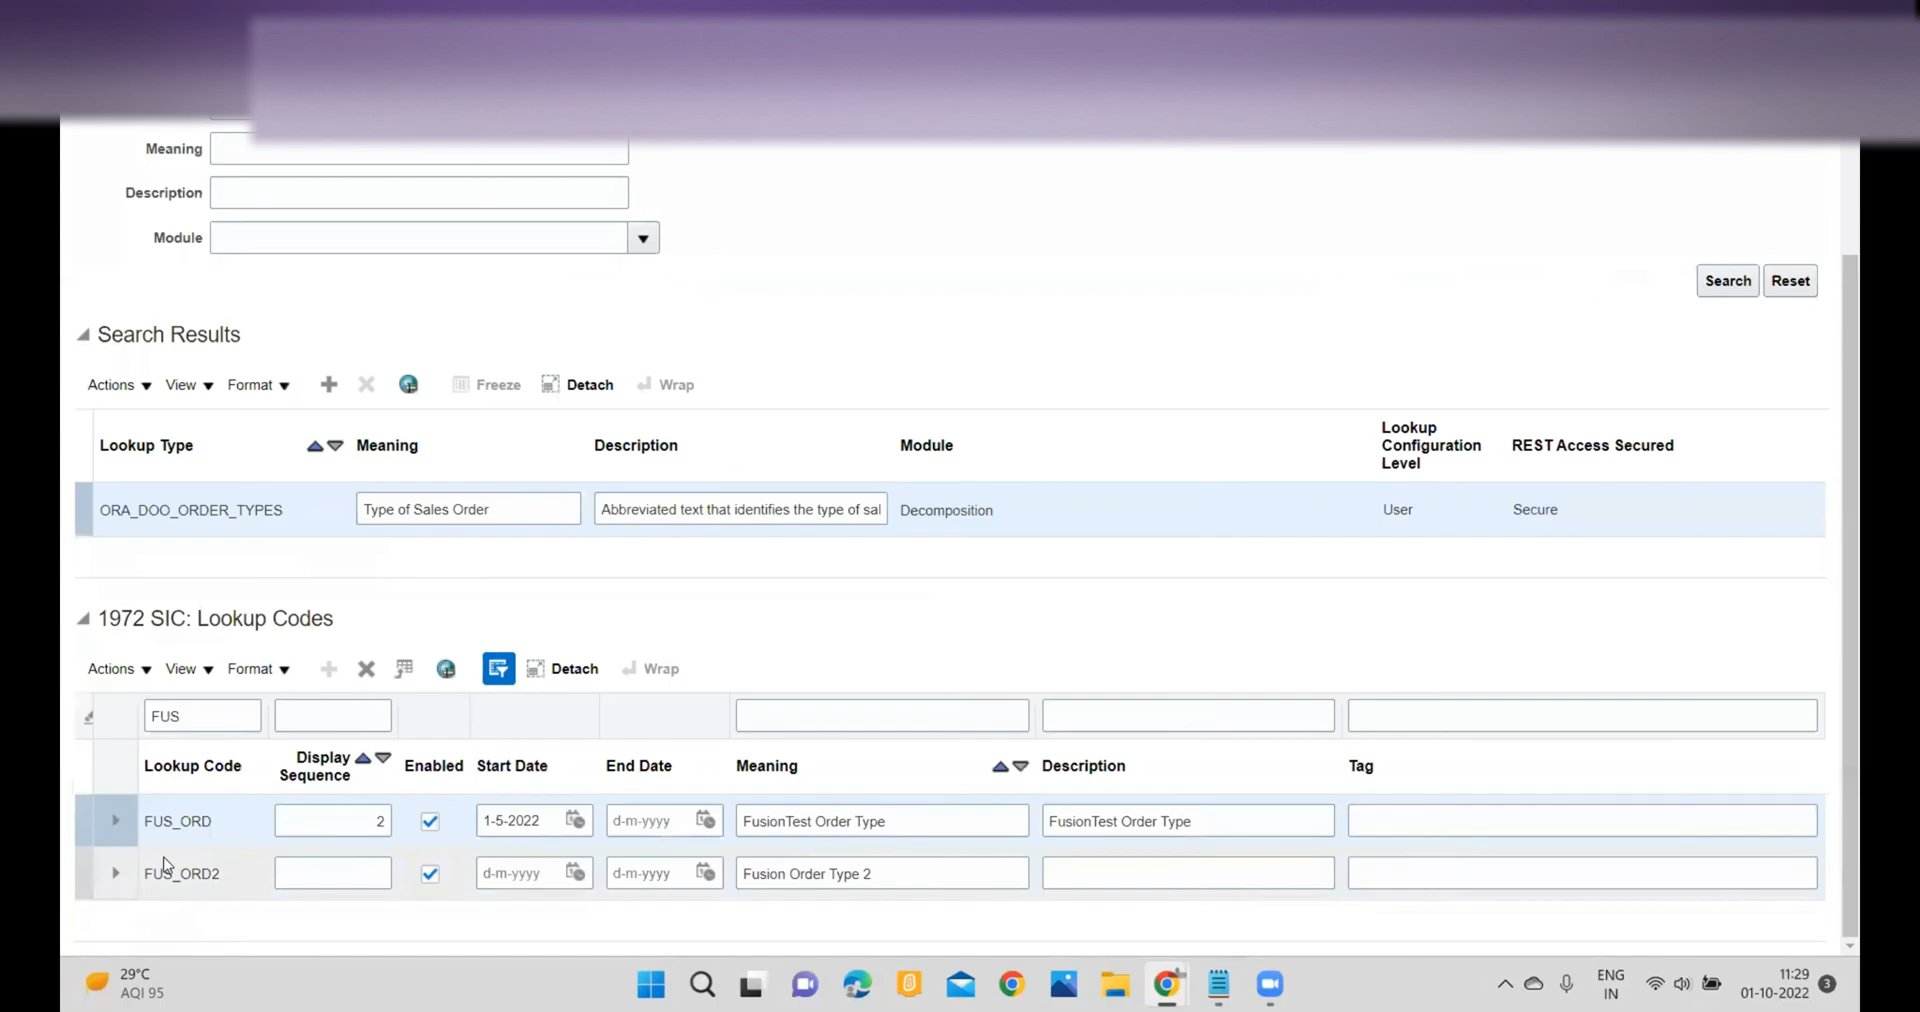 Meaning
Description
Module
Search Reset
Search Results
Actions View Format Freeze Detach Wrap
Lookup Type Meaning Description Module Lookup Configuration Level REST Access Secured
ORA_DOO_ORDER_TYPES Type of Sales Order Abbreviated text that identifies the type of sal Decomposition User Secure
1972 SIC: Lookup Codes
Actions View Format Detach Wrap
FUS
Lookup Code Display Sequence Enabled Start Date End Date Meaning Description Tag
FUS_ORD 2 1-5-2022 d-m-yyyy FusionTest Order Type FusionTest Order Type
FUS_ORD2 d-m-yyyy d-m-yyyy Fusion Order Type 2
29°C
AQI 95
ENG
IN
11:29
01-10-2022
3